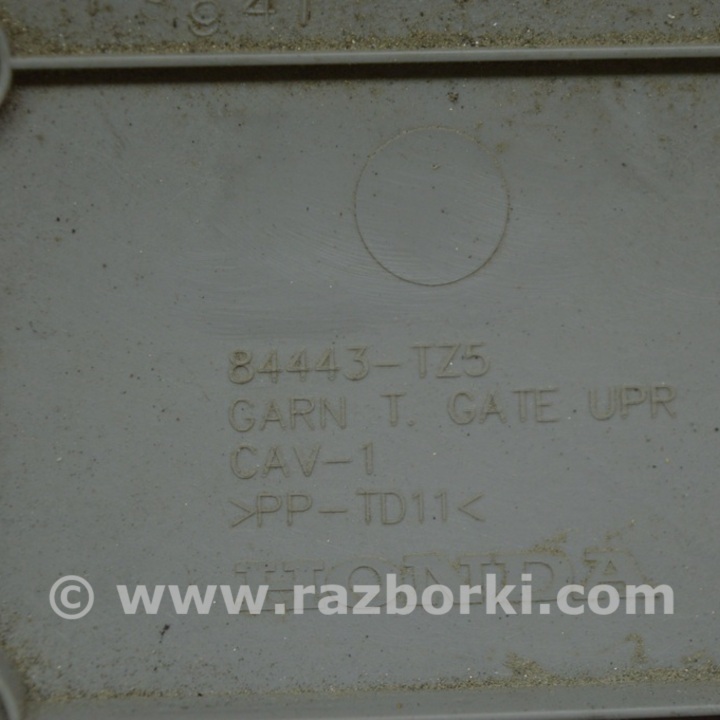 84443-TZ5
GARN T. GATE UPR
CAV-1
>PP-TD11<
HONDA
© www.razborki.com